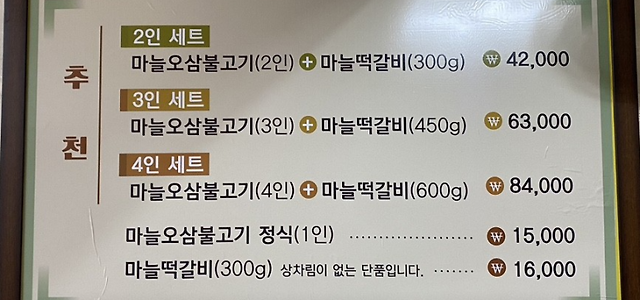 추천
2인 세트
마늘오삼불고기(2인) + 마늘떡갈비(300g) ₩ 42,000
3인 세트
마늘오삼불고기(3인) + 마늘떡갈비(450g) ₩ 63,000
4인 세트
마늘오삼불고기(4인) + 마늘떡갈비(600g) ₩ 84,000
마늘오삼불고기 정식(1인) ················ ₩ 15,000
마늘떡갈비(300g) 상차림이 없는 단품입니다. ······· ₩ 16,000